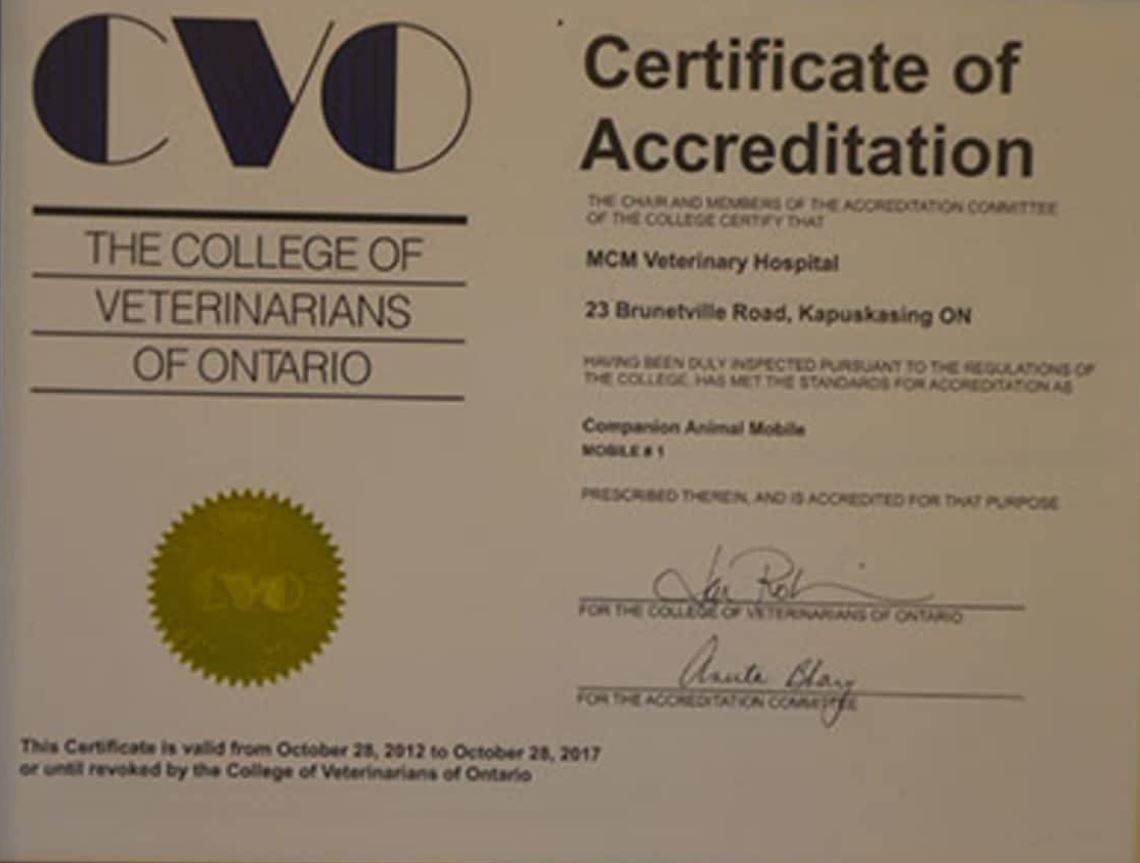 CVO
THE COLLEGE OF
VETERINARIANS
OF ONTARIO
CVO
Certificate of
Accreditation
THE CHAIR AND MEMBERS OF THE ACCREDITATION COMMITTEE
OF THE COLLEGE CERTIFY THAT
MCM Veterinary Hospital
23 Brunetville Road, Kapuskasing ON
HAVING BEEN DULY INSPECTED PURSUANT TO THE REGULATIONS OF
THE COLLEGE, HAS MET THE STANDARDS FOR ACCREDITATION AS
Companion Animal Mobile
MOBILE # 1
PRESCRIBED THEREIN, AND IS ACCREDITED FOR THAT PURPOSE
FOR THE COLLEGE OF VETERINARIANS OF ONTARIO
FOR THE ACCREDITATION COMMITTEE
This Certificate is valid from October 28, 2012 to October 28, 2017
or until revoked by the College of Veterinarians of Ontario